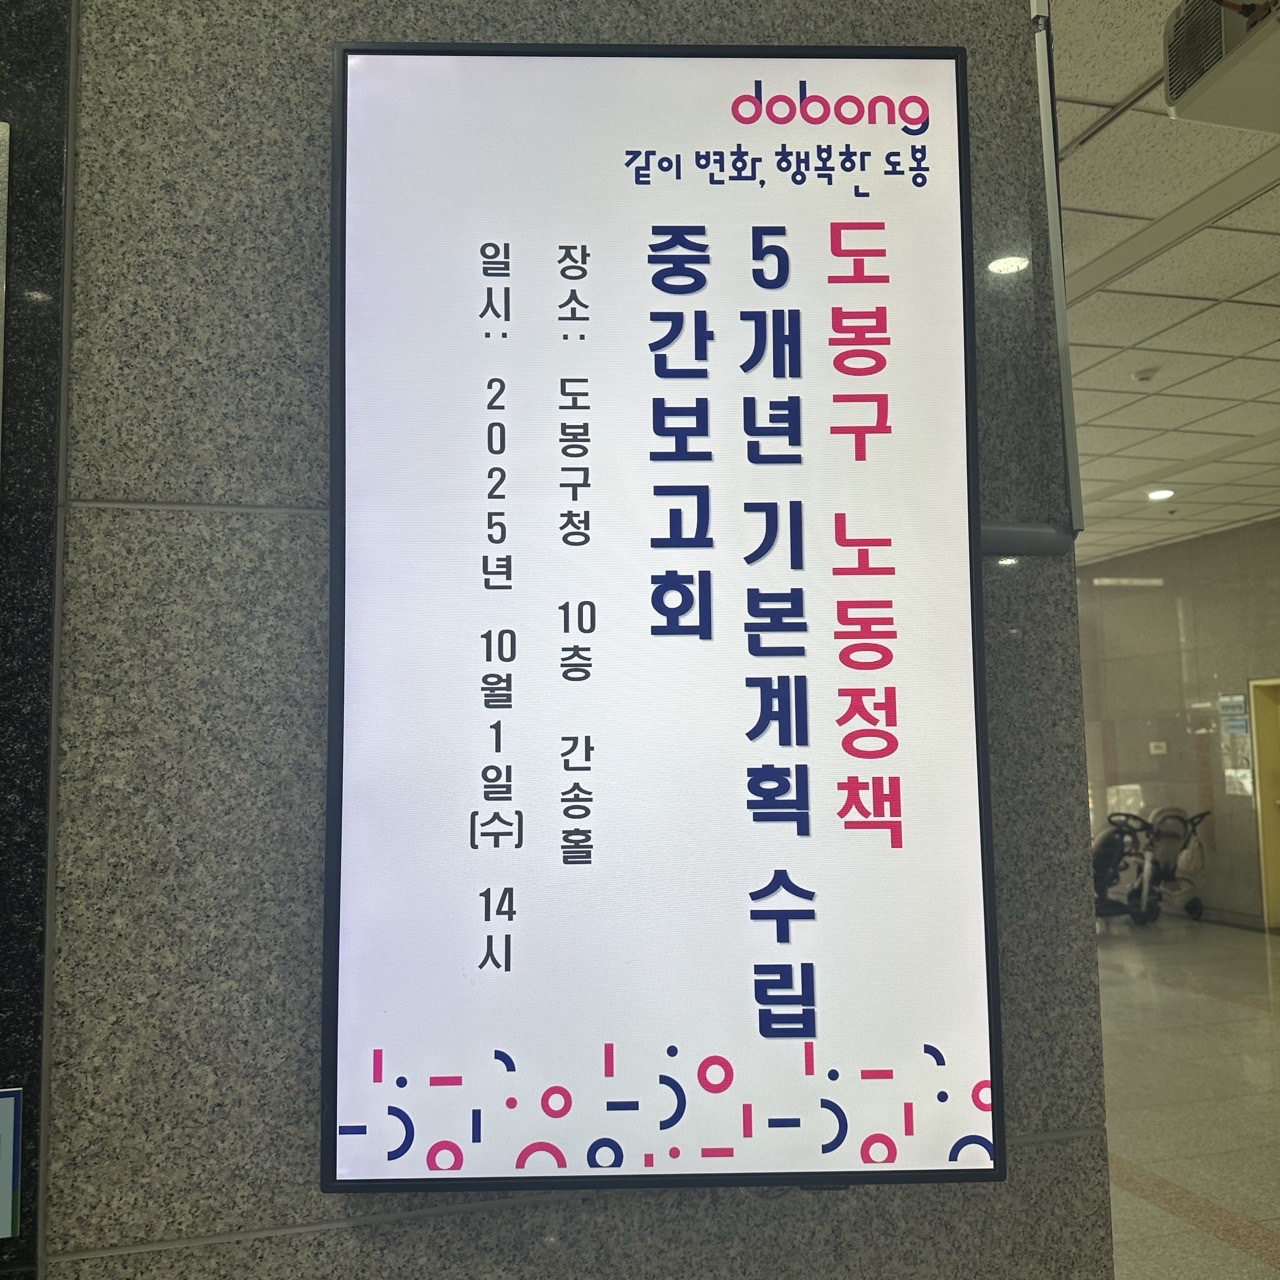 dobong
같이 변화, 행복한 도봉
도봉구 노동정책
5개년 기본계획 수립
중간보고회
장소: 도봉구청 10층 간송홀
일시: 2025년 10월1일(수) 14시